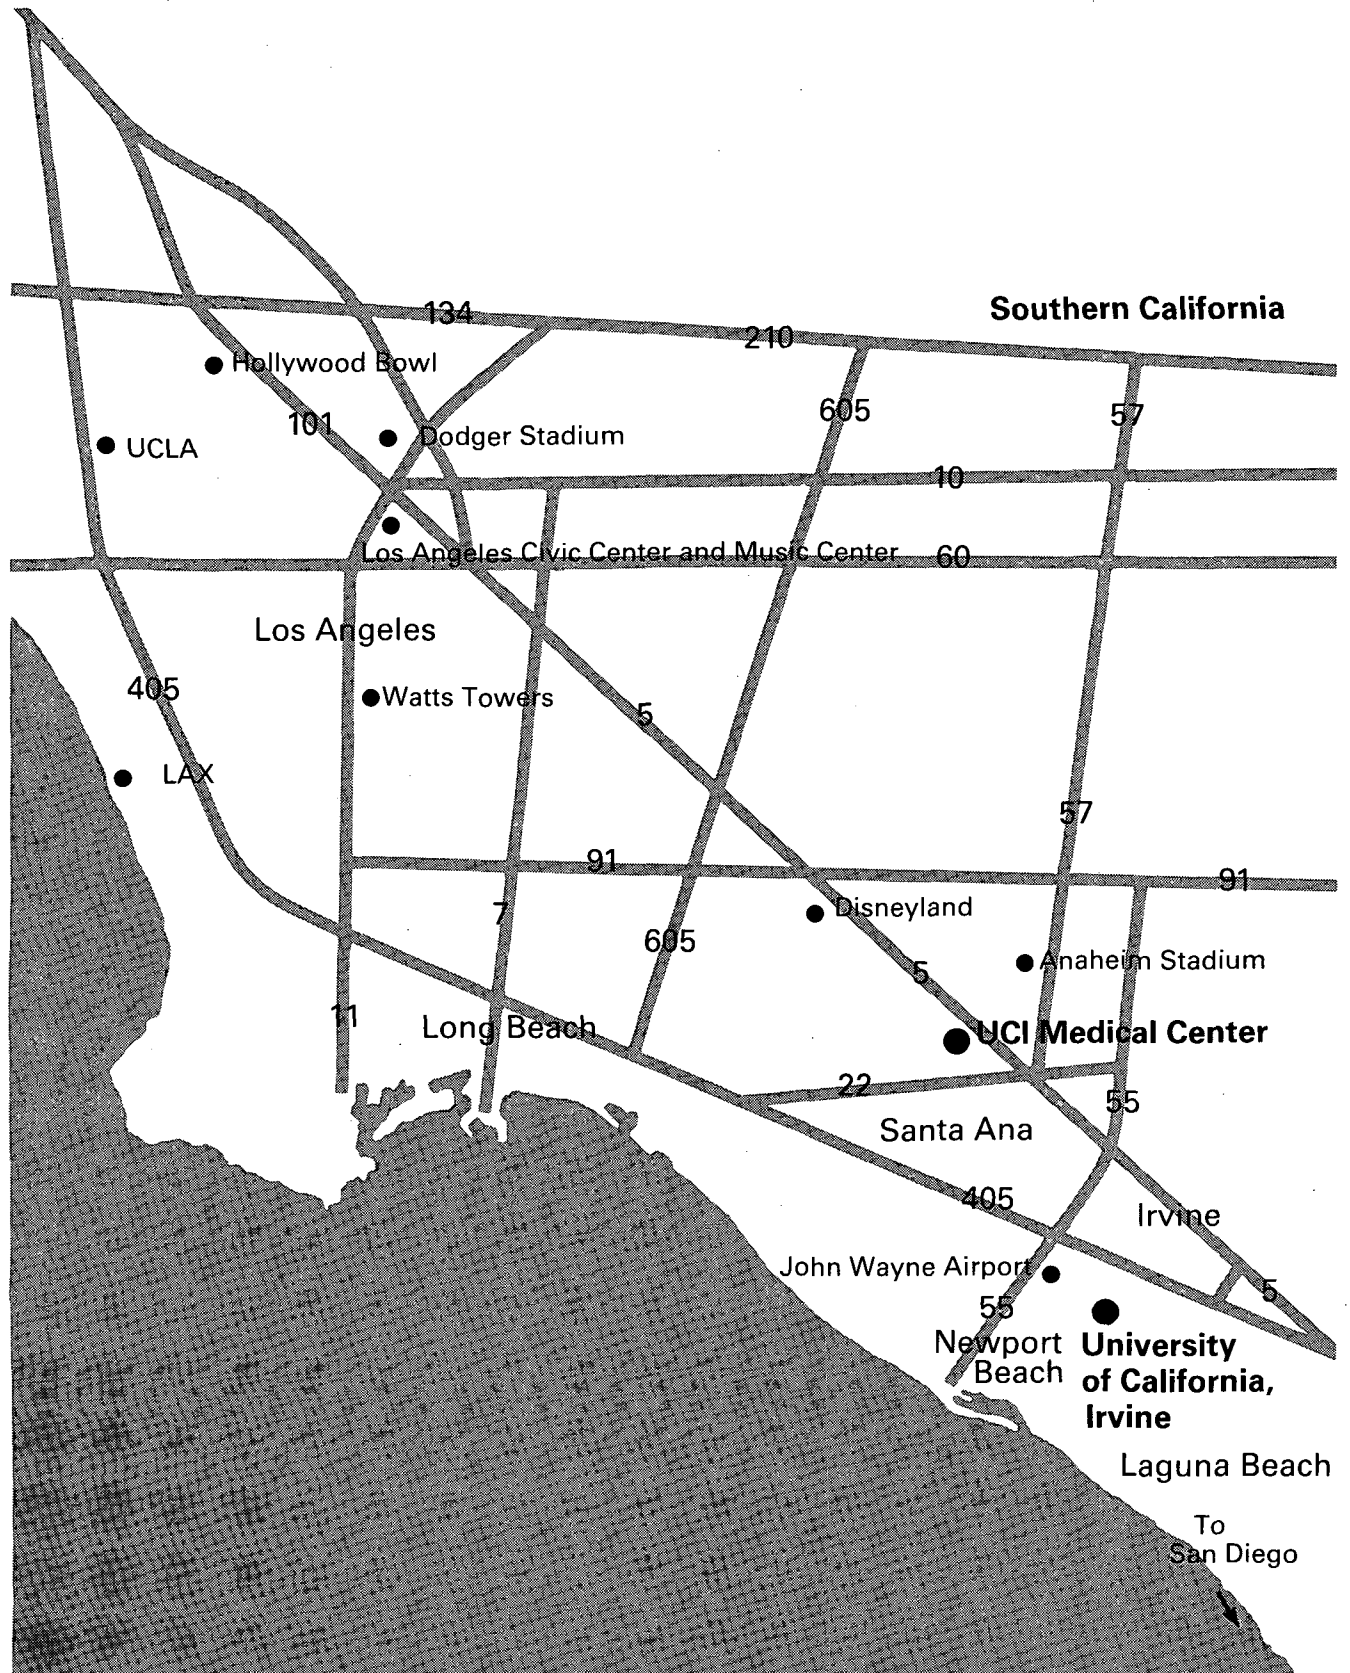 Southern California
134
210
Hollywood Bowl
605
57
101
Dodger Stadium
UCLA
10
Los Angeles Civic Center and Music Center
60
Los Angeles
405
Watts Towers
5
LAX
57
91
91
7
Disneyland
605
Anaheim Stadium
5
11
Long Beach
UCI Medical Center
22
55
Santa Ana
405
Irvine
John Wayne Airport
5
55
Newport
Beach
University
of California,
Irvine
Laguna Beach
To
San Diego